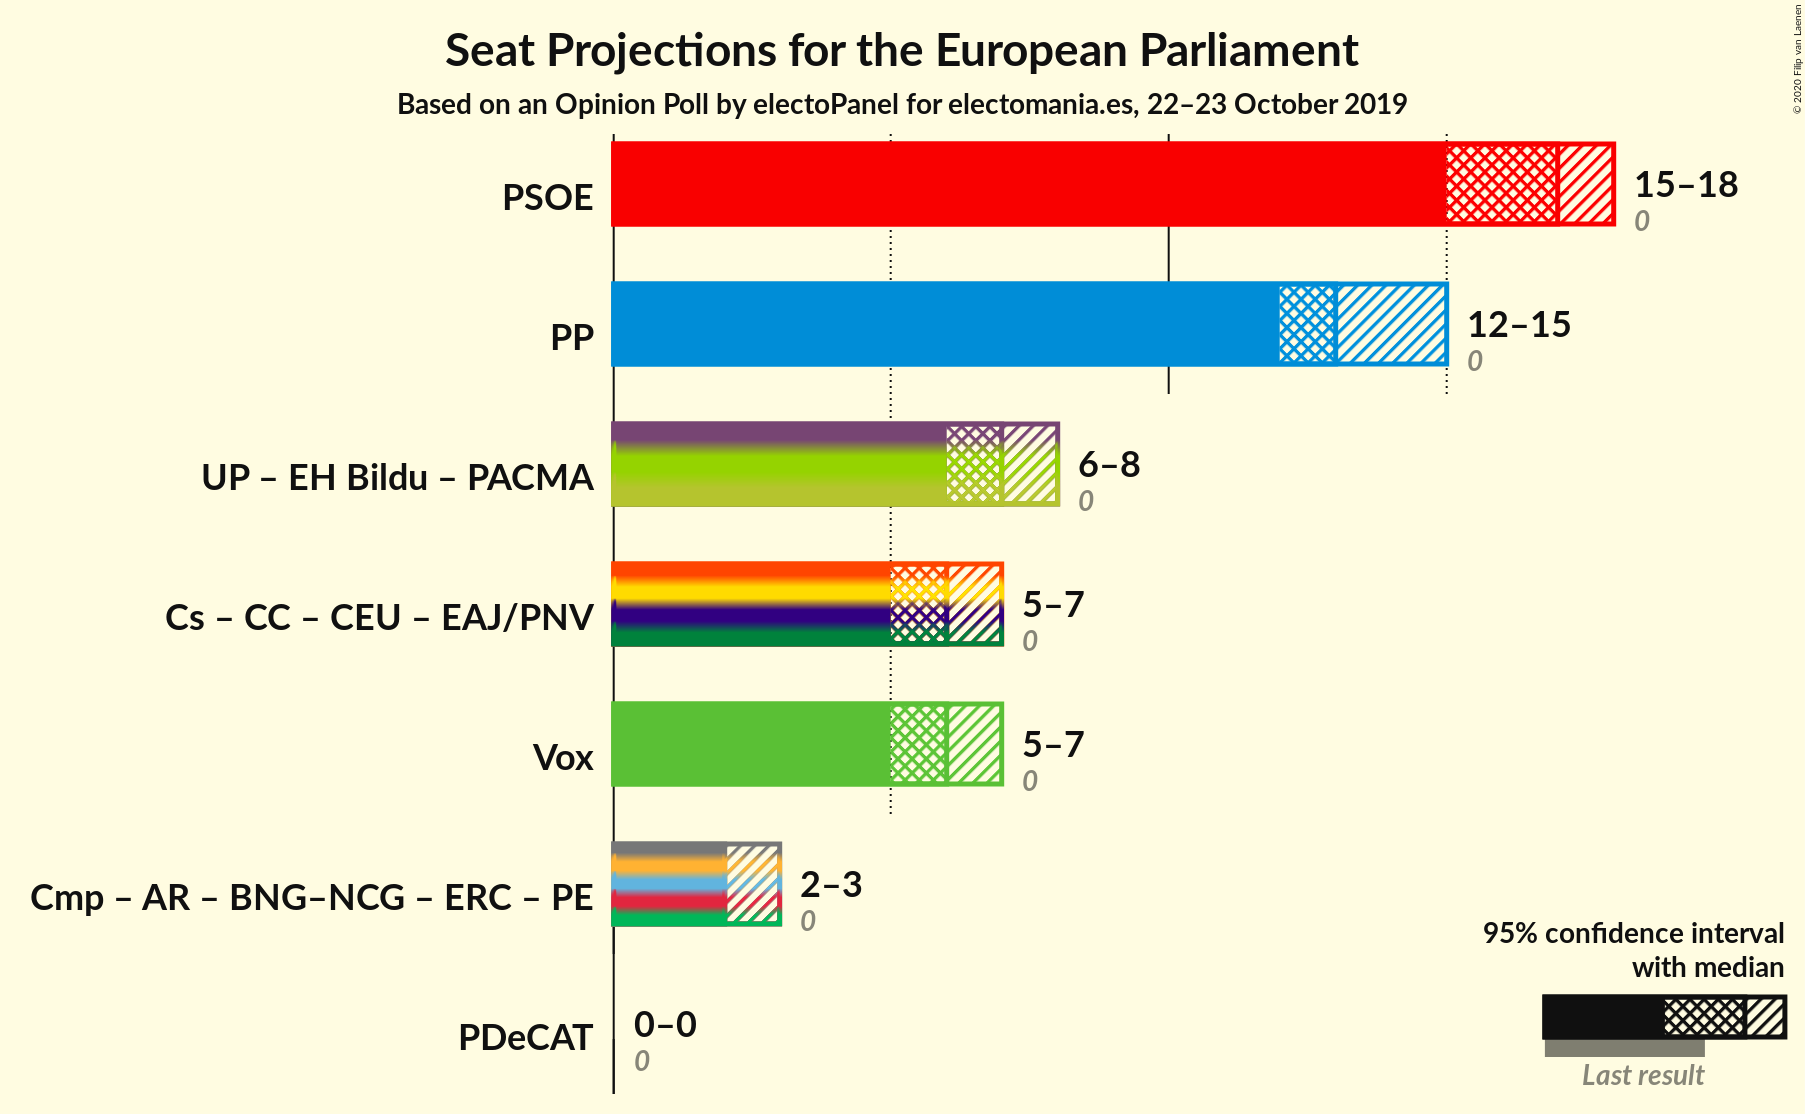 Seat Projections for the European Parliament
Based on an Opinion Poll by electoPanel for electomania.es, 22–23 October 2019
© 2020 Filip van Laenen
PSOE
15–18
0
PP
12–15
0
UP – EH Bildu – PACMA
6–8
0
Cs – CC – CEU – EAJ/PNV
5–7
0
Vox
5–7
0
Cmp – AR – BNG–NCG – ERC – PE
2–3
0
PDeCAT
0–0
0
95% confidence interval
with median
Last result